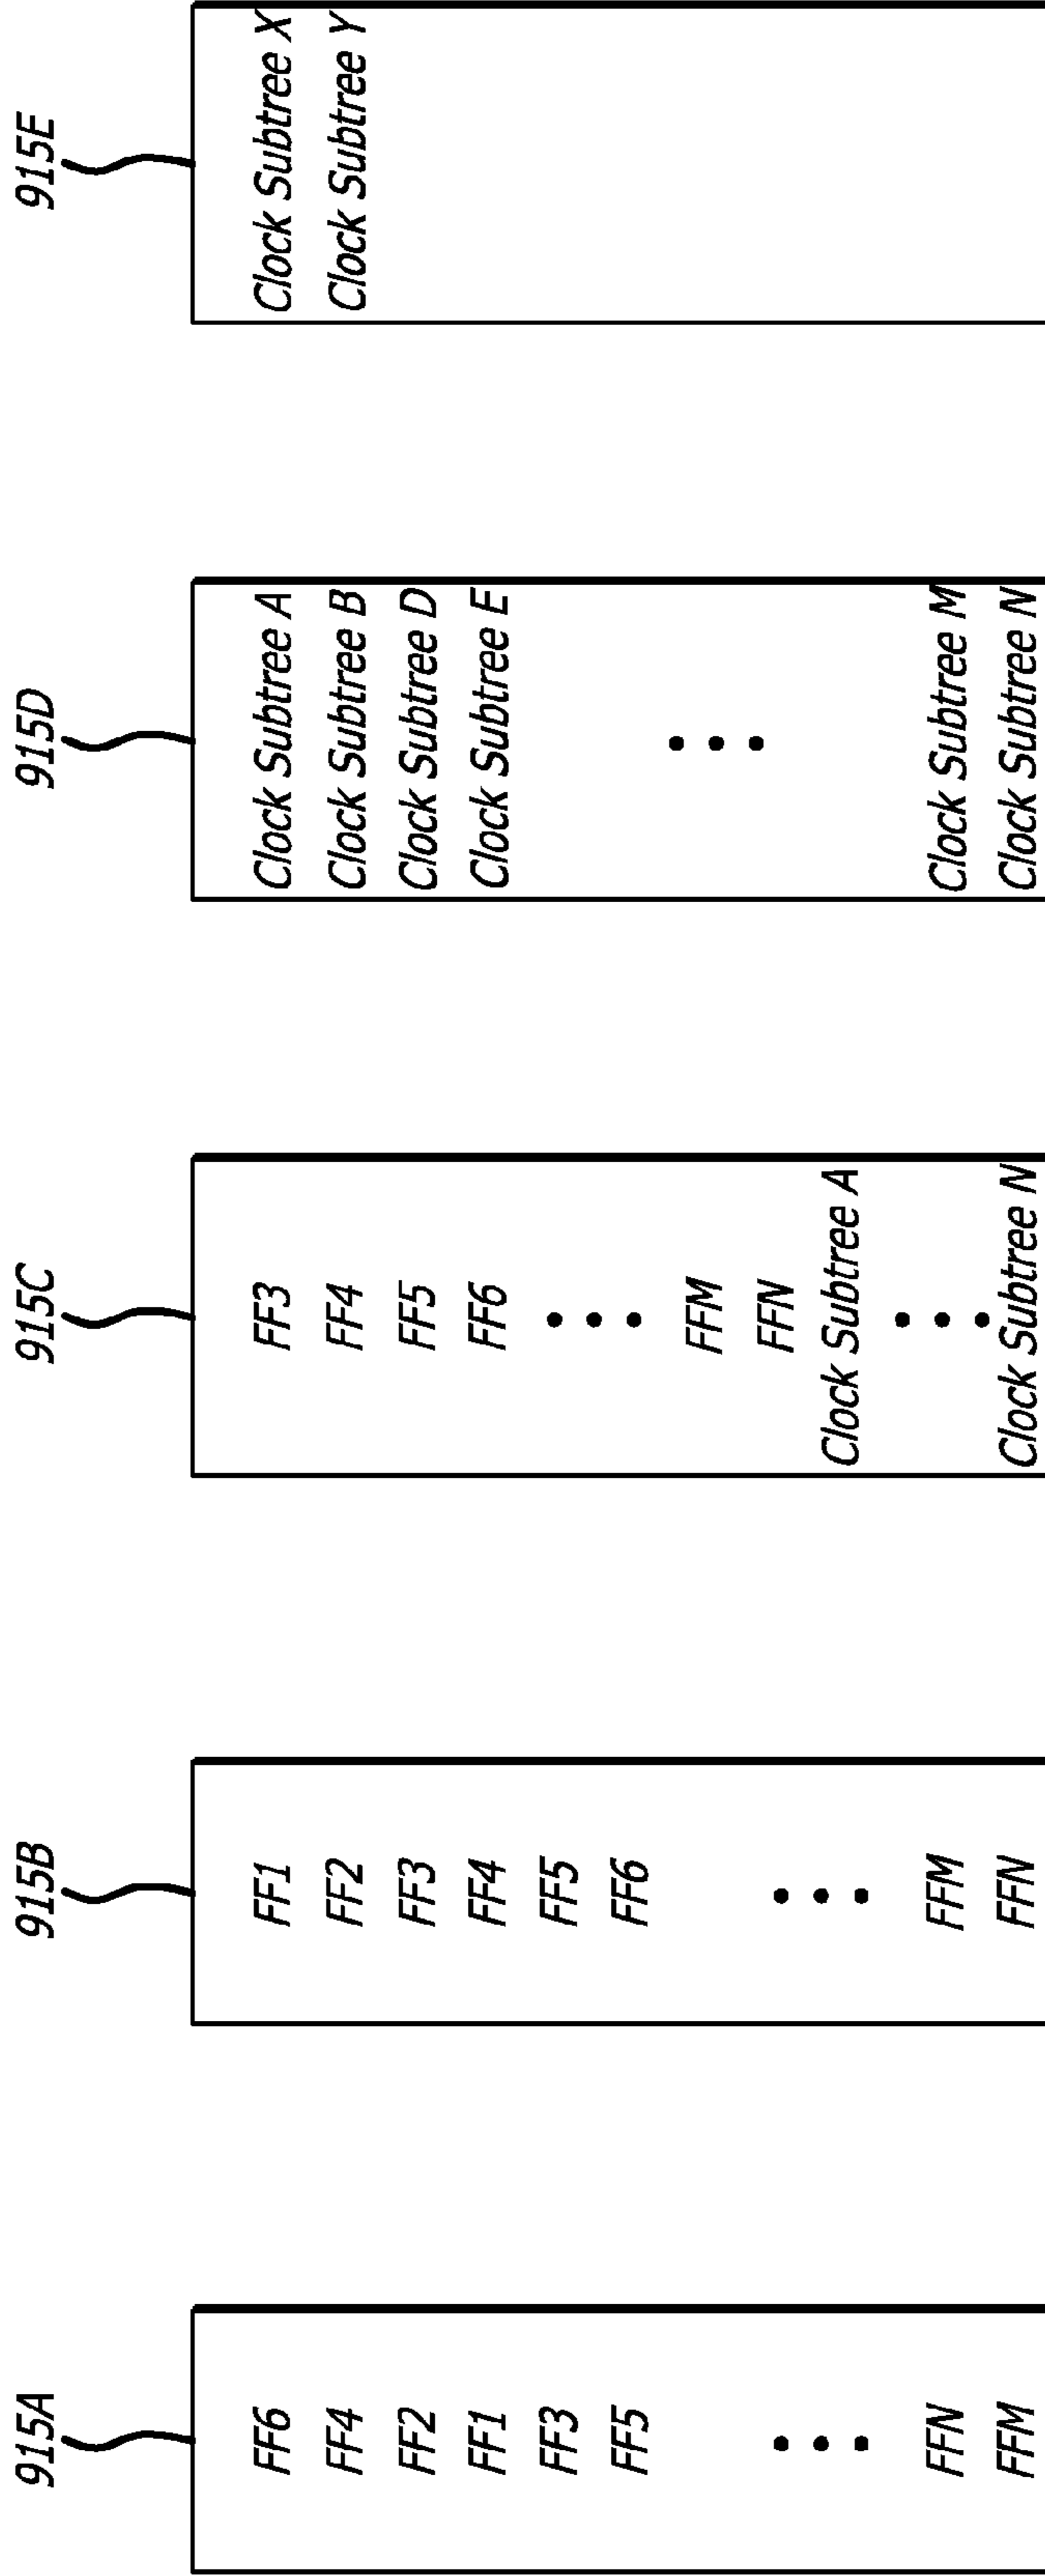 915A
FF6
FF4
FF2
FF1
FF3
FF5
FFN
FFM
915B
FF1
FF2
FF3
FF4
FF5
FF6
FFM
FFN
915C
FF3
FF4
FF5
FF6
FFM
FFN
Clock Subtree A
Clock Subtree N
915D
Clock Subtree A
Clock Subtree B
Clock Subtree D
Clock Subtree E
Clock Subtree M
Clock Subtree N
915E
Clock Subtree X
Clock Subtree Y